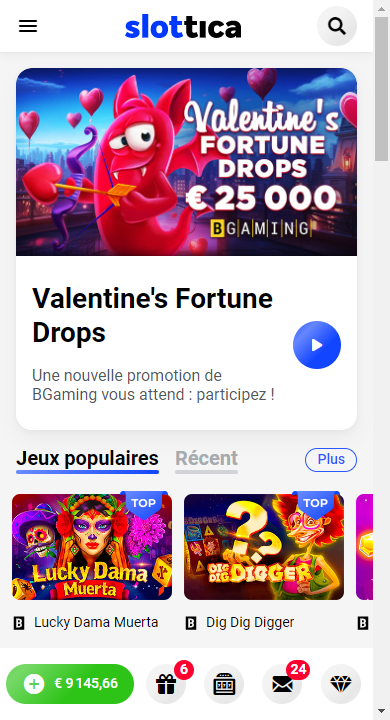 slottica
Valentine's
FORTUNE
DROPS
€ 25 000
BGAMING
Valentine's Fortune
Drops
Une nouvelle promotion de
BGaming vous attend : participez !
Jeux populaires Récent Plus
TOP TOP
Lucky Dama
Muerta
DIG DIG DIGGER
B Lucky Dama Muerta B Dig Dig Digger B
€ 9 145,66 6 24